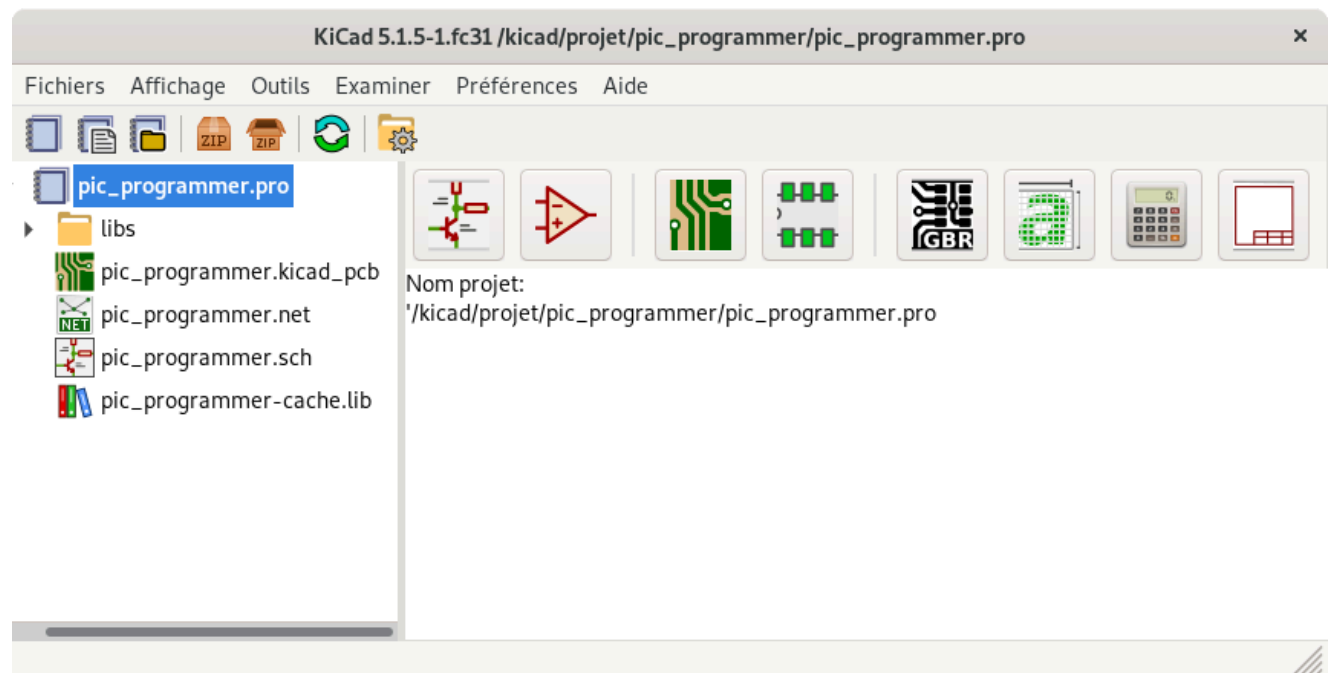 KiCad 5.1.5-1.fc31 /kicad/projet/pic_programmer/pic_programmer.pro
Fichiers Affichage Outils Examiner Préférences Aide
ZIP ZIP
pic_programmer.pro
libs
pic_programmer.kicad_pcb
NET pic_programmer.net
pic_programmer.sch
pic_programmer-cache.lib
GBR a 0.
Nom projet:
'/kicad/projet/pic_programmer/pic_programmer.pro